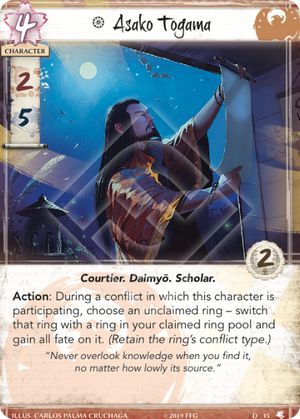 4
Asako Togama
CHARACTER
2
5
2
Courtier. Daimyō. Scholar.
Action: During a conflict in which this character is
participating, choose an unclaimed ring – switch
that ring with a ring in your claimed ring pool and
gain all fate on it. (Retain the ring's conflict type.)
"Never overlook knowledge when you find it,
no matter how lowly its source."
ILLUS. CARLOS PALMA CRUCHAGA
©2019 FFG
D 15